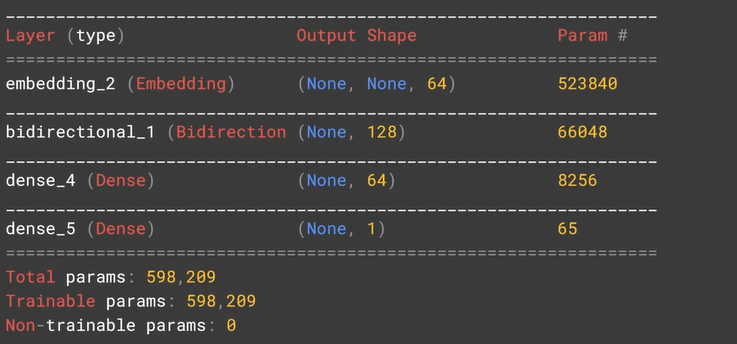 _________________________________________________________________
Layer (type)                 Output Shape              Param #
=================================================================
embedding_2 (Embedding)      (None, None, 64)          523840
_________________________________________________________________
bidirectional_1 (Bidirection (None, 128)               66048
_________________________________________________________________
dense_4 (Dense)              (None, 64)                8256
_________________________________________________________________
dense_5 (Dense)              (None, 1)                 65
=================================================================
Total params: 598,209
Trainable params: 598,209
Non-trainable params: 0